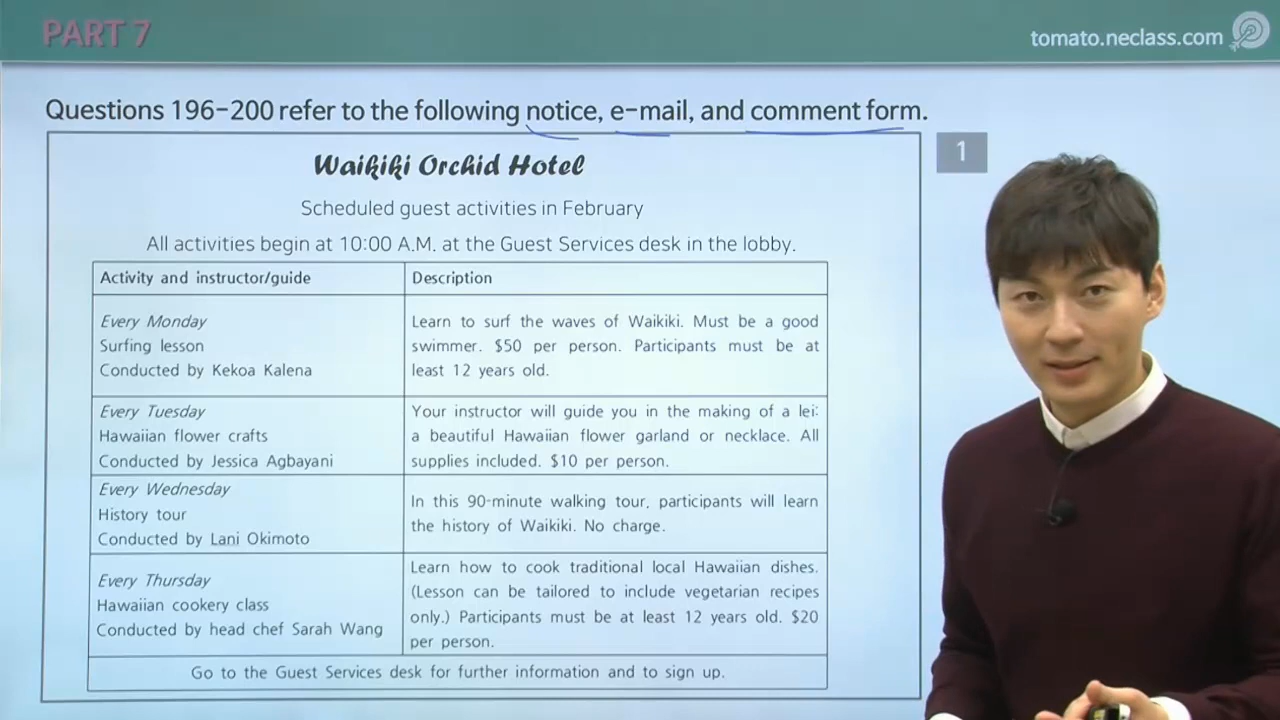 PART 7
tomato.neclass.com
Questions 196-200 refer to the following notice, e-mail, and comment form.
1
Waikiki Orchid Hotel
Scheduled guest activities in February
All activities begin at 10:00 A.M. at the Guest Services desk in the lobby.
Activity and instructor/guide
Description
Every Monday
Surfing lesson
Conducted by Kekoa Kalena
Learn to surf the waves of Waikiki. Must be a good
swimmer. $50 per person. Participants must be at
least 12 years old.
Every Tuesday
Hawaiian flower crafts
Conducted by Jessica Agbayani
Your instructor will guide you in the making of a lei:
a beautiful Hawaiian flower garland or necklace. All
supplies included. $10 per person.
Every Wednesday
History tour
Conducted by Lani Okimoto
In this 90-minute walking tour, participants will learn
the history of Waikiki. No charge.
Every Thursday
Hawaiian cookery class
Conducted by head chef Sarah Wang
Learn how to cook traditional local Hawaiian dishes.
(Lesson can be tailored to include vegetarian recipes
only.) Participants must be at least 12 years old. $20
per person.
Go to the Guest Services desk for further information and to sign up.